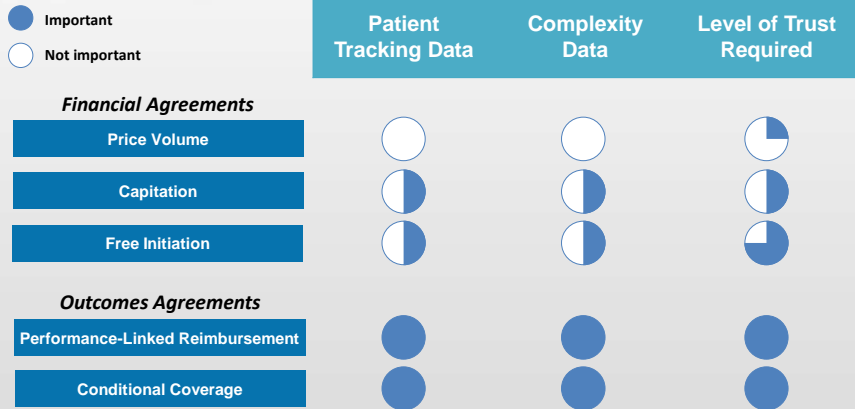 Important
Not important
Patient
Tracking Data
Complexity
Data
Level of Trust
Required
Financial Agreements
Price Volume
Capitation
Free Initiation
Outcomes Agreements
Performance-Linked Reimbursement
Conditional Coverage